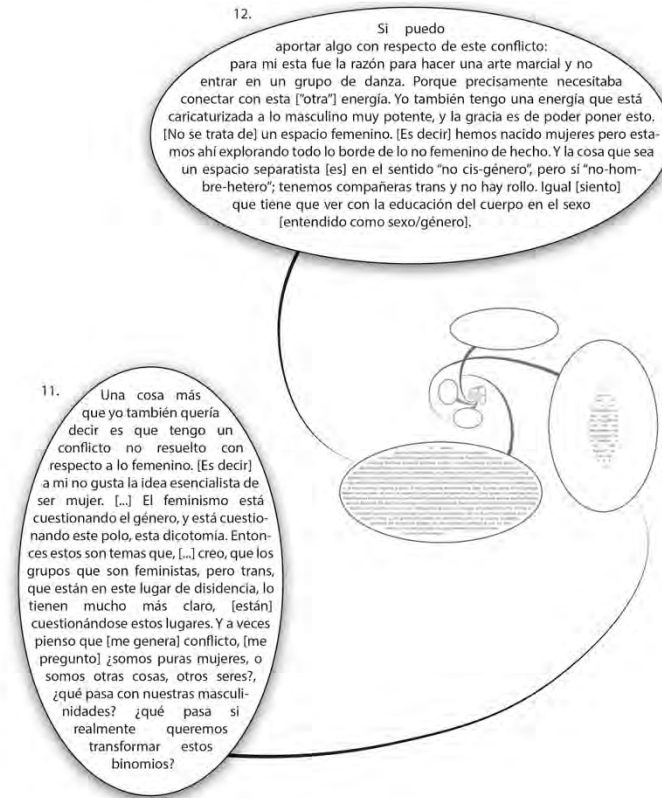 12.
Si puedo
aportar algo con respecto de este conflicto:
para mi esta fue la razón para hacer una arte marcial y no
entrar en un grupo de danza. Porque precisamente necesitaba
conectar con esta ["otra"] energía. Yo también tengo una energía que está
caricaturizada a lo masculino muy potente, y la gracia es de poder poner esto.
[No se trata de] un espacio femenino. [Es decir] hemos nacido mujeres pero esta-
mos ahí explorando todo lo borde de lo no femenino de hecho. Y la cosa que sea
un espacio separatista [es] en el sentido "no cis-género", pero sí "no-hom-
bre-hetero"; tenemos compañeras trans y no hay rollo. Igual [siento]
que tiene que ver con la educación del cuerpo en el sexo
[entendido como sexo/género].
11.
Una cosa más
que yo también quería
decir es que tengo un
conflicto no resuelto con
respecto a lo femenino. [Es decir]
a mi no gusta la idea esencialista de
ser mujer. [...] El feminismo está
cuestionando el género, y está cuestio-
nando este polo, esta dicotomía. Enton-
ces estos son temas que, [...] creo, que los
grupos que son feministas, pero trans,
que están en este lugar de disidencia, lo
tienen mucho más claro, [están]
cuestionándose estos lugares. Y a veces
pienso que [me genera] conflicto, [me
pregunto] ¿somos puras mujeres, o
somos otras cosas, otros seres?,
¿qué pasa con nuestras masculi-
nidades? ¿qué pasa si
realmente queremos
transformar estos
binomios?